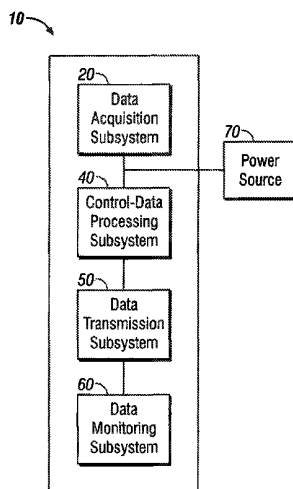 10
20
Data
Acquisition
Subsystem
70
Power
Source
40
Control-Data
Processing
Subsystem
50
Data
Transmission
Subsystem
60
Data
Monitoring
Subsystem